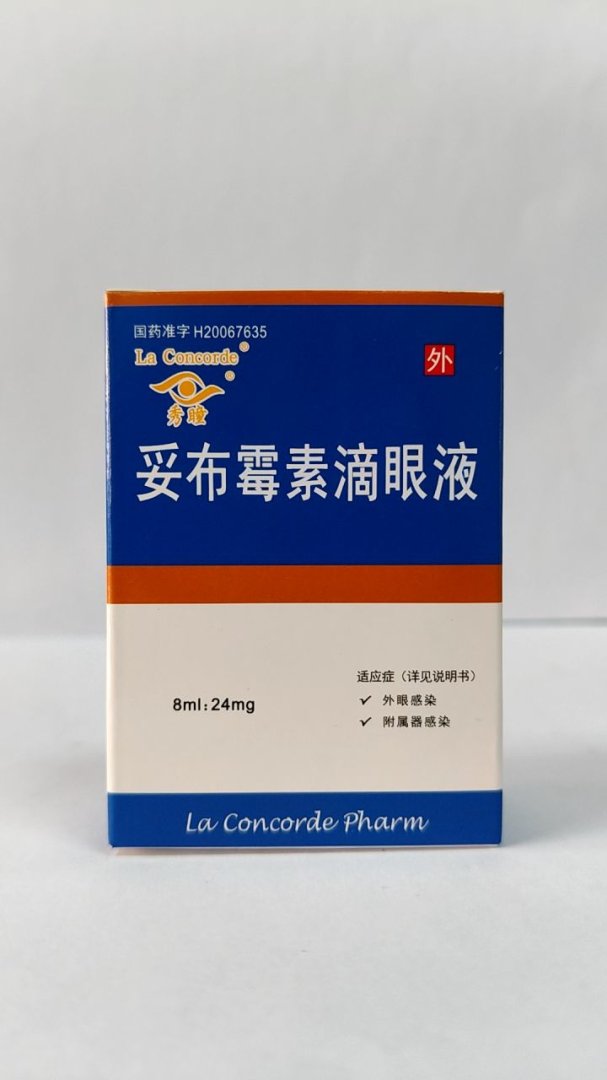 国药准字 H20067635
La Concorde®
外
®
秀瞳
妥布霉素滴眼液
适应症（详见说明书）
8ml:24mg
✓ 外眼感染
✓ 附属器感染
La Concorde Pharm